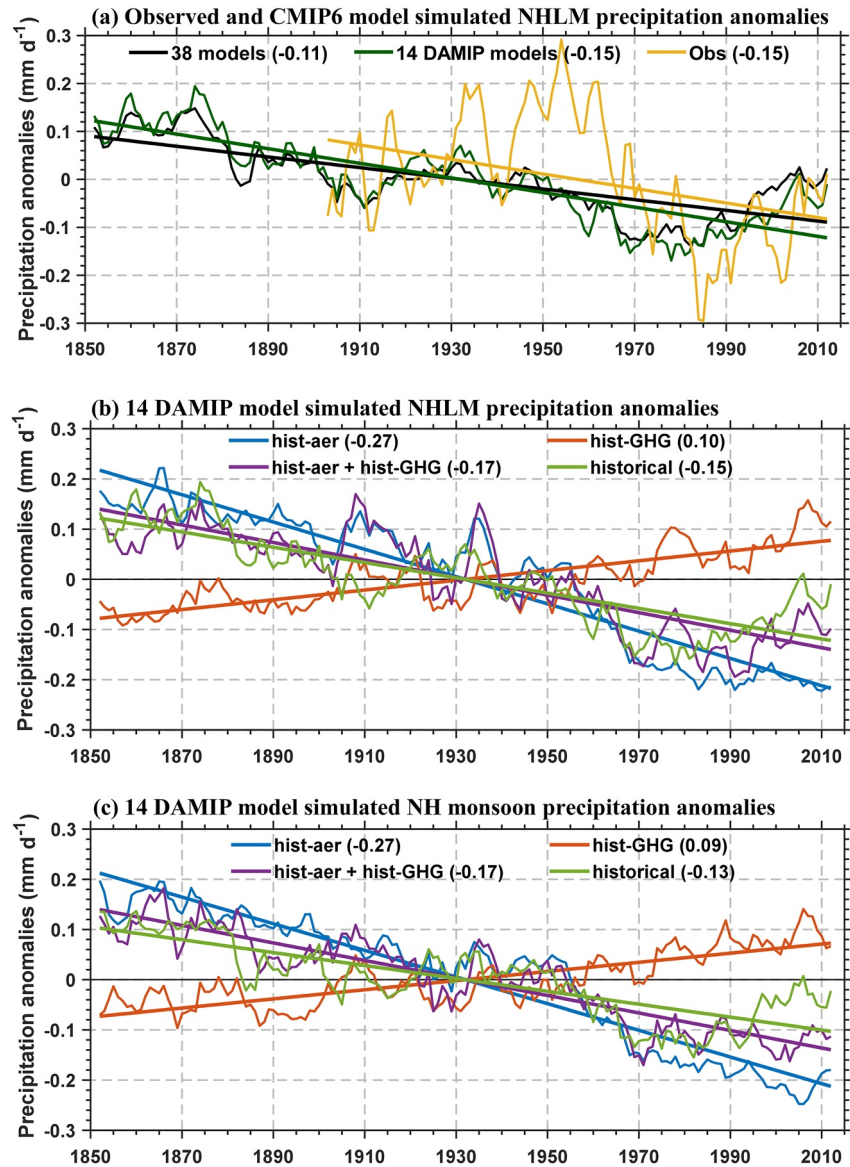 (a) Observed and CMIP6 model simulated NHLM precipitation anomalies
Precipitation anomalies (mm d⁻¹)
38 models (-0.11) 14 DAMIP models (-0.15) Obs (-0.15)
0.3
0.2
0.1
0
-0.1
-0.2
-0.3
1850 1870 1890 1910 1930 1950 1970 1990 2010
(b) 14 DAMIP model simulated NHLM precipitation anomalies
Precipitation anomalies (mm d⁻¹)
hist-aer (-0.27) hist-GHG (0.10)
hist-aer + hist-GHG (-0.17) historical (-0.15)
0.3
0.2
0.1
0
-0.1
-0.2
-0.3
1850 1870 1890 1910 1930 1950 1970 1990 2010
(c) 14 DAMIP model simulated NH monsoon precipitation anomalies
Precipitation anomalies (mm d⁻¹)
hist-aer (-0.27) hist-GHG (0.09)
hist-aer + hist-GHG (-0.17) historical (-0.13)
0.3
0.2
0.1
0
-0.1
-0.2
-0.3
1850 1870 1890 1910 1930 1950 1970 1990 2010